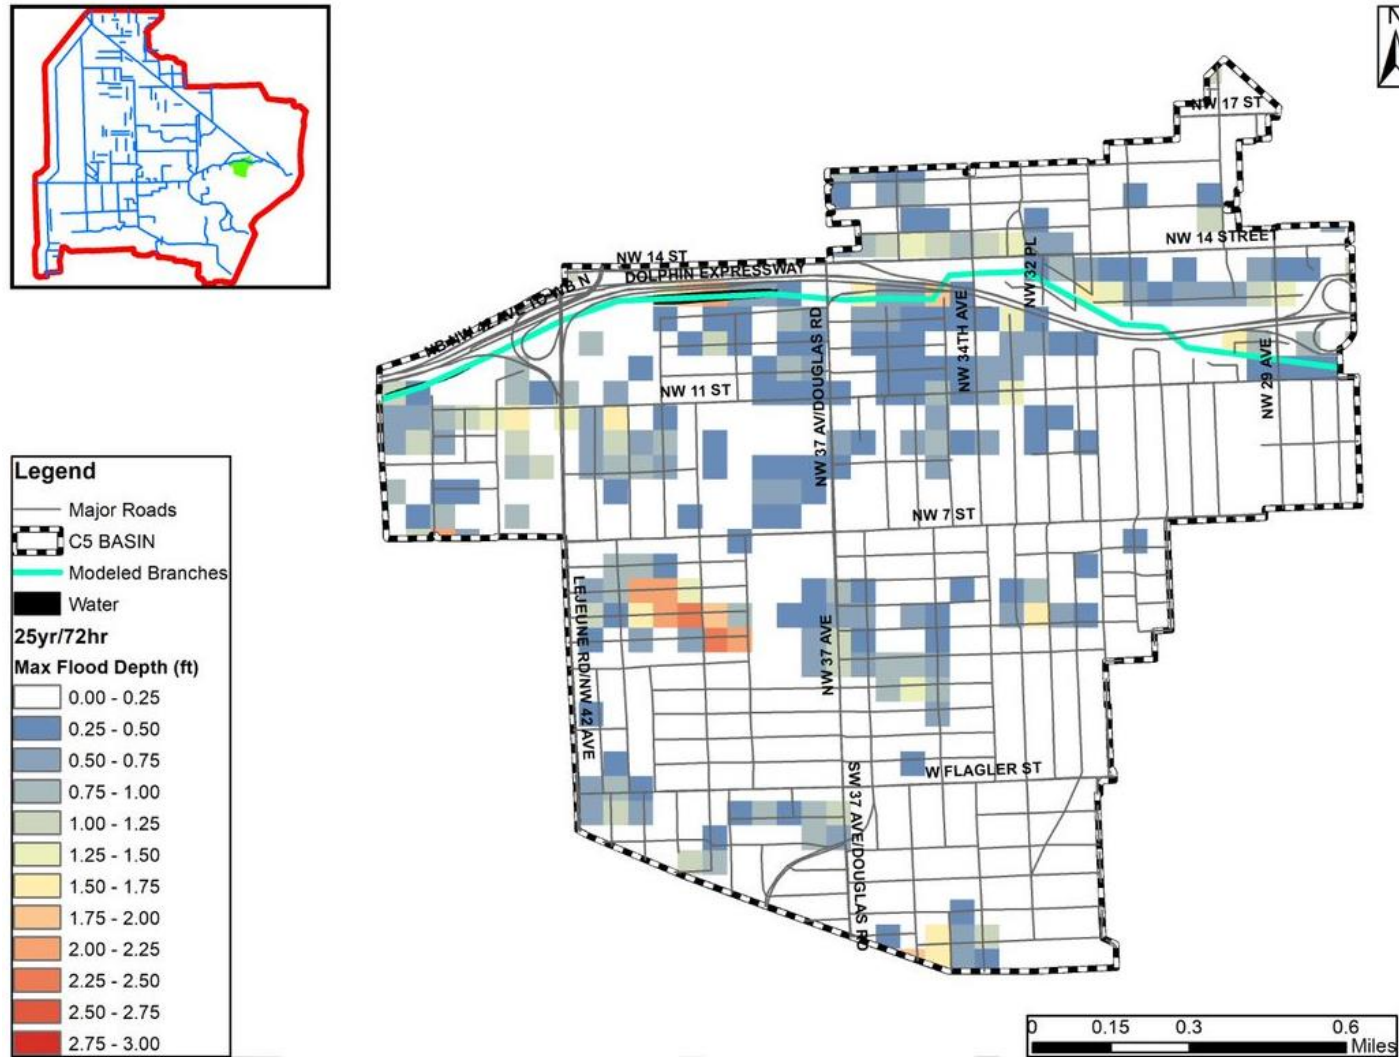 N
NW 17 ST
NW 14 STREET
NW 14 ST
DOLPHIN EXPRESSWAY
NW 32 PL
NW 34TH AVE
NW 37 AV/DOUGLAS RD
NW 29 AVE
NW 11 ST
NW 7 ST
LEJEUNE RD/NW 42 AVE
NW 37 AVE
W FLAGLER ST
SW 37 AVE/DOUGLAS RD
Legend
Major Roads
C5 BASIN
Modeled Branches
Water
25yr/72hr
Max Flood Depth (ft)
0.00 - 0.25
0.25 - 0.50
0.50 - 0.75
0.75 - 1.00
1.00 - 1.25
1.25 - 1.50
1.50 - 1.75
1.75 - 2.00
2.00 - 2.25
2.25 - 2.50
2.50 - 2.75
2.75 - 3.00
0 0.15 0.3 0.6
Miles